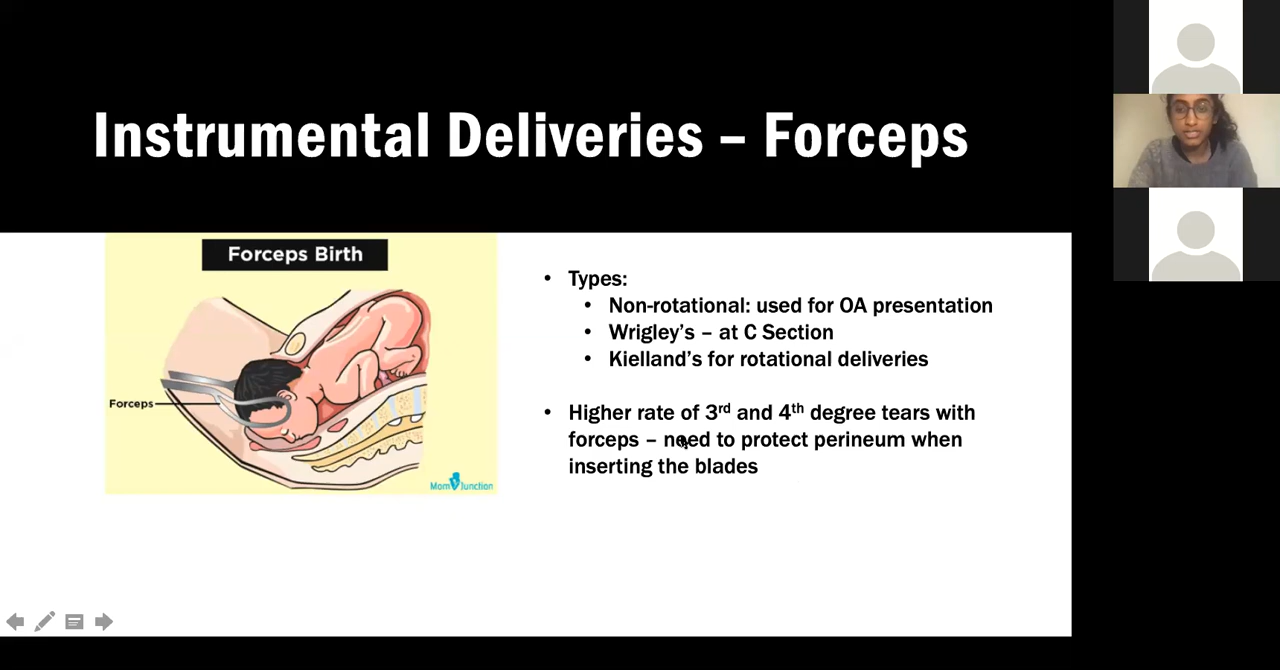 Instrumental Deliveries – Forceps
Forceps Birth
Forceps
Mom Junction
• Types:
• Non-rotational: used for OA presentation
• Wrigley's – at C Section
• Kielland's for rotational deliveries
• Higher rate of 3rd and 4th degree tears with
forceps – need to protect perineum when
inserting the blades